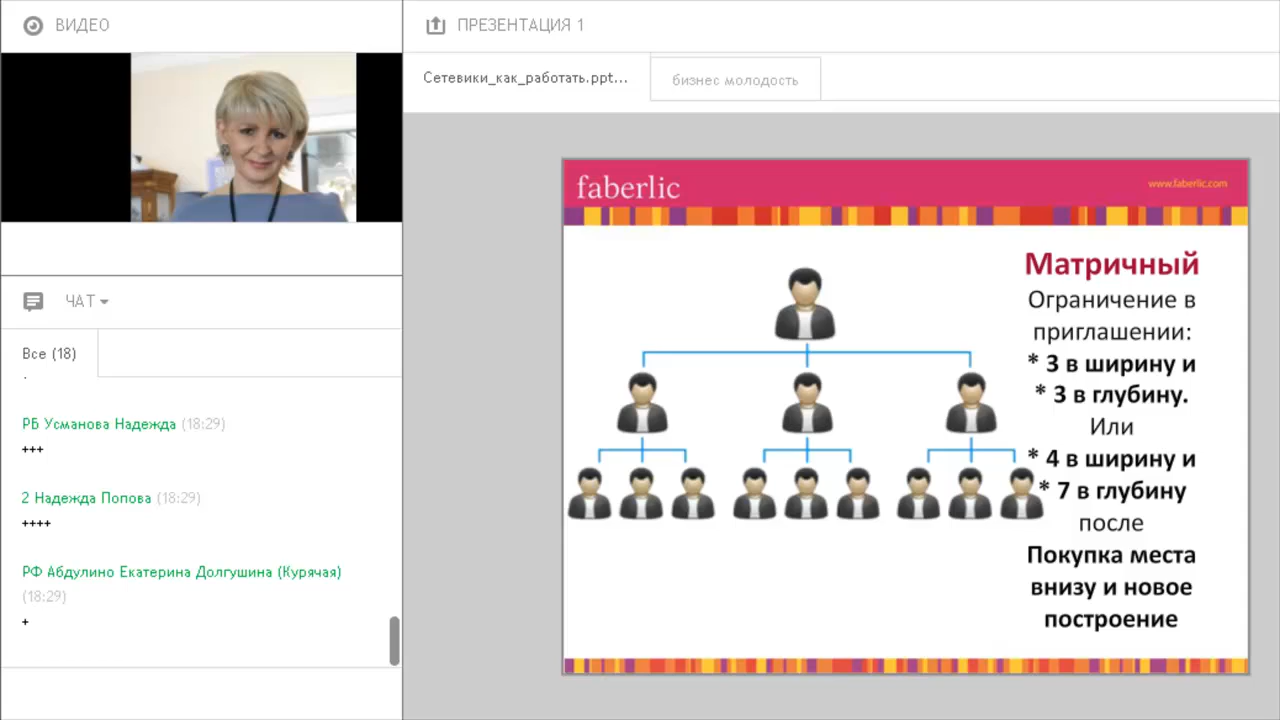 ВИДЕО
ПРЕЗЕНТАЦИЯ 1
Сетевики_как_работать.ppt...
бизнес молодость
ЧАТ
Все (18)
РБ Усманова Надежда (18:29)
+++
2 Надежда Попова (18:29)
++++
РФ Абдулино Екатерина Долгушина (Курячая)
(18:29)
+
faberlic
www.faberlic.com
Матричный
Ограничение в
приглашении:
* 3 в ширину и
* 3 в глубину.
Или
* 4 в ширину и
* 7 в глубину
после
Покупка места
внизу и новое
построение